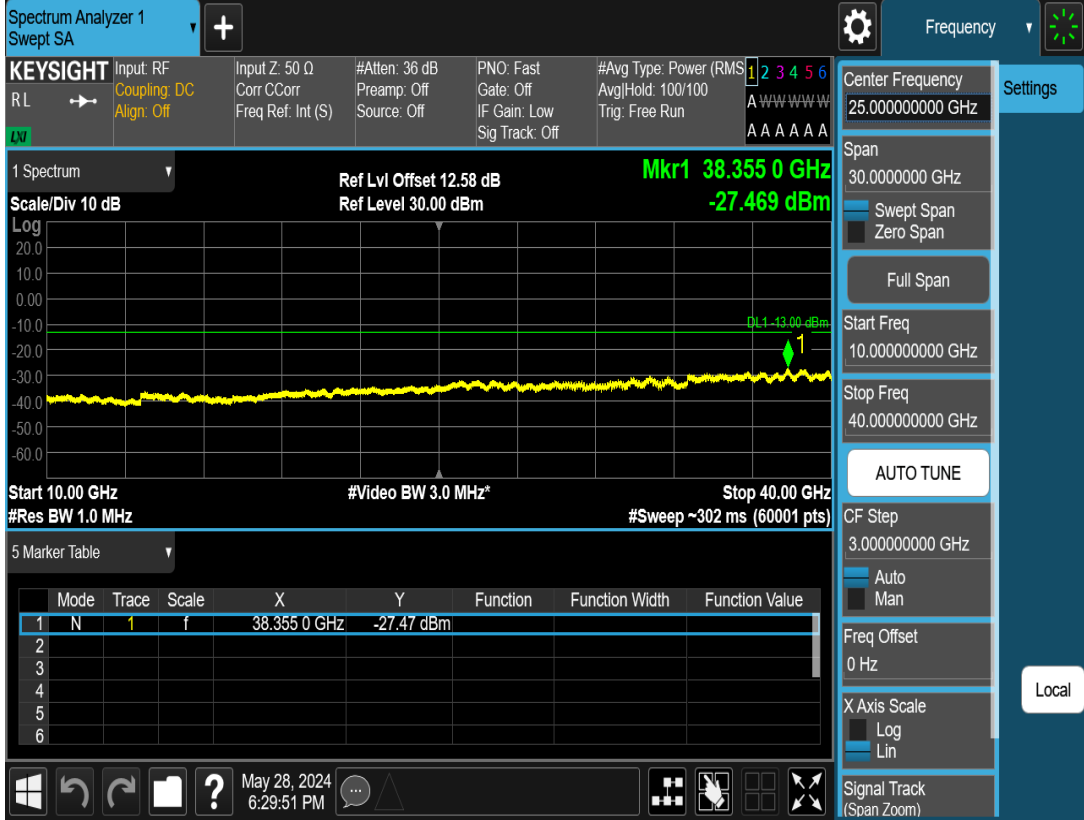 Spectrum Analyzer 1
Swept SA
+
Frequency
KEYSIGHT
RL
LXI
Input: RF
Coupling: DC
Align: Off
Input Z: 50 Ω
Corr CCorr
Freq Ref: Int (S)
#Atten: 36 dB
Preamp: Off
Source: Off
PNO: Fast
Gate: Off
IF Gain: Low
Sig Track: Off
#Avg Type: Power (RMS
Avg|Hold: 100/100
Trig: Free Run
1 2 3 4 5 6
A W W W W W
A A A A A A
1 Spectrum
Scale/Div 10 dB
Ref Lvl Offset 12.58 dB
Ref Level 30.00 dBm
Mkr1 38.355 0 GHz
-27.469 dBm
Log
20.0
10.0
0.00
-10.0
-20.0
-30.0
-40.0
-50.0
-60.0
DL1 -13.00 dBm
1
Start 10.00 GHz
#Video BW 3.0 MHz*
Stop 40.00 GHz
#Res BW 1.0 MHz
#Sweep ~302 ms (60001 pts)
5 Marker Table
Mode Trace Scale X Y Function Function Width Function Value
1 N 1 f 38.355 0 GHz -27.47 dBm
2
3
4
5
6
?
May 28, 2024
6:29:51 PM
Center Frequency
25.000000000 GHz
Span
30.0000000 GHz
Swept Span
Zero Span
Full Span
Start Freq
10.000000000 GHz
Stop Freq
40.000000000 GHz
AUTO TUNE
CF Step
3.000000000 GHz
Auto
Man
Freq Offset
0 Hz
X Axis Scale
Log
Lin
Signal Track
(Span Zoom)
Settings
Local